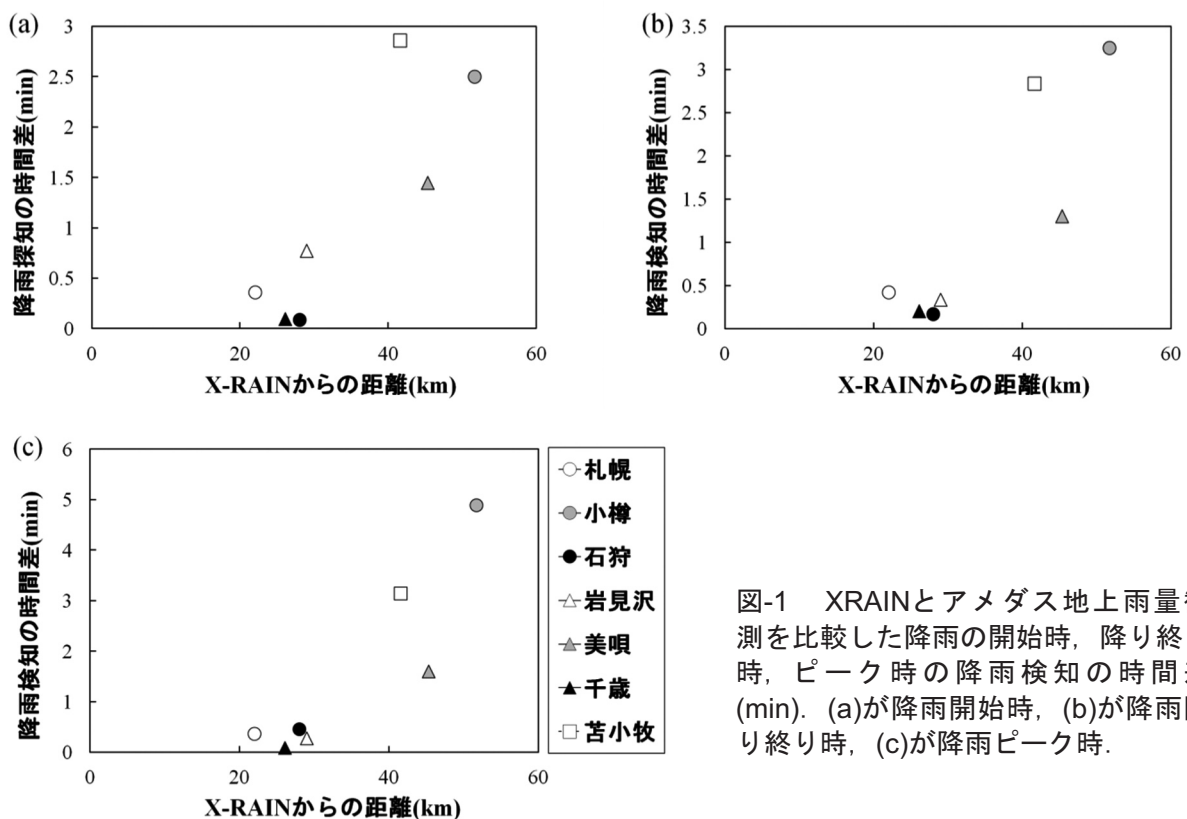 (a)
3
2.5
2
1.5
1
0.5
0
0
20
40
60
降雨探知の時間差(min)
X-RAINからの距離(km)
(b)
3.5
3
2.5
2
1.5
1
0.5
0
0
20
40
60
降雨検知の時間差(min)
X-RAINからの距離(km)
(c)
6
5
4
3
2
1
0
0
20
40
60
降雨検知の時間差(min)
X-RAINからの距離(km)
札幌
小樽
石狩
岩見沢
美唄
千歳
苫小牧
図-1 XRAINとアメダス地上雨量
測を比較した降雨の開始時，降り終
時，ピーク時の降雨検知の時間
(min)．(a)が降雨開始時，(b)が降雨
り終り時，(c)が降雨ピーク時.